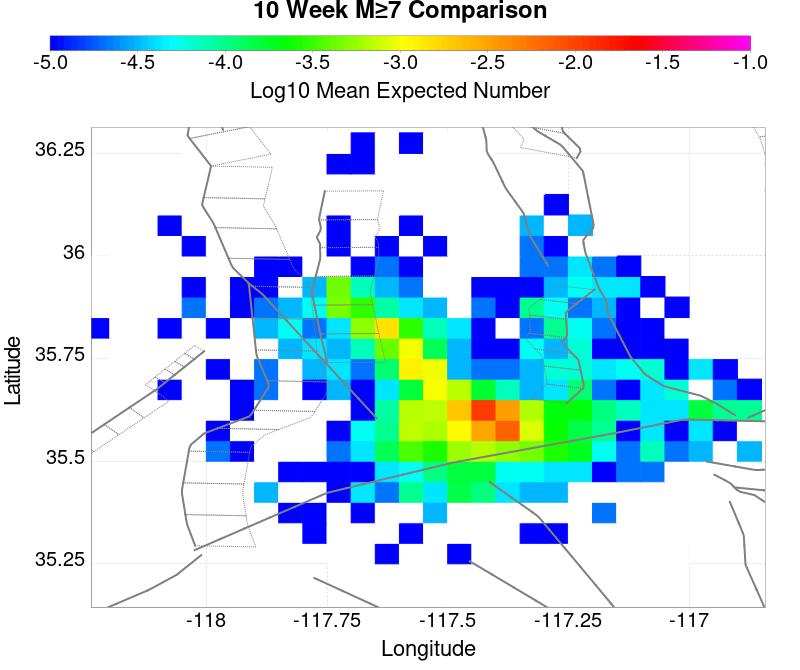 10 Week M≥7 Comparison
-5.0 -4.5 -4.0 -3.5 -3.0 -2.5 -2.0 -1.5 -1.0
Log10 Mean Expected Number
36.25
36
35.75
35.5
35.25
Latitude
-118 -117.75 -117.5 -117.25 -117
Longitude